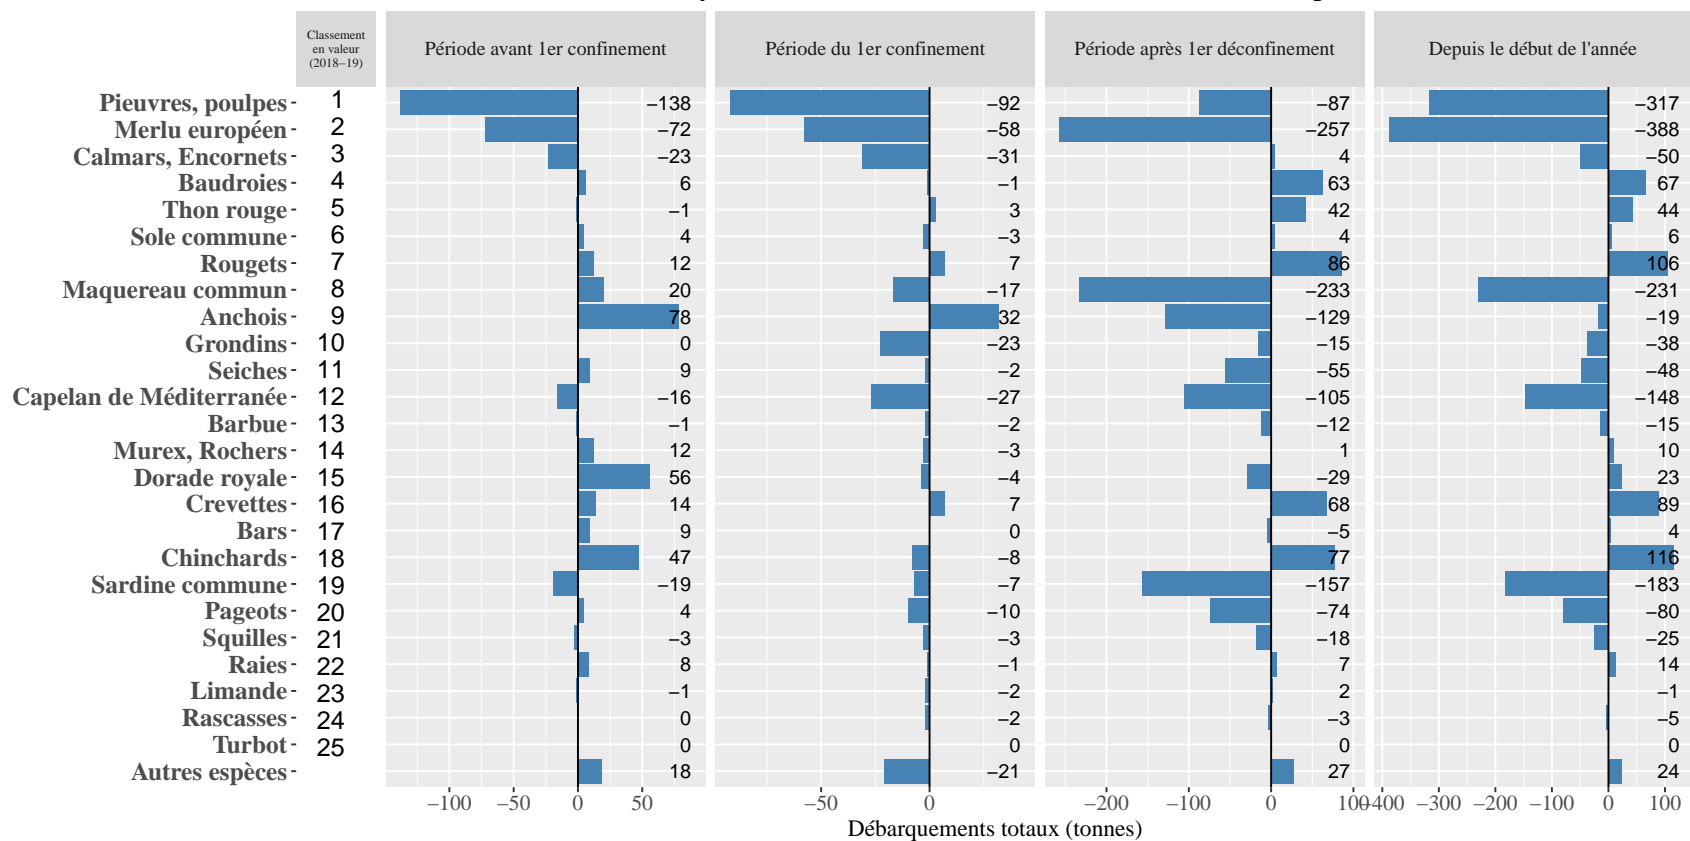 Classement
en valeur
(2018−19)
Période avant 1er confinement
Période du 1er confinement
Période après 1er déconfinement
Depuis le début de l'année
Pieuvres, poulpes 1 −138 −92 −87 −317
Merlu européen 2 −72 −58 −257 −388
Calmars, Encornets 3 −23 −31 4 −50
Baudroies 4 6 −1 63 67
Thon rouge 5 −1 3 42 44
Sole commune 6 4 −3 4 6
Rougets 7 12 7 86 106
Maquereau commun 8 20 −17 −233 −231
Anchois 9 78 32 −129 −19
Grondins 10 0 −23 −15 −38
Seiches 11 9 −2 −55 −48
Capelan de Méditerranée 12 −16 −27 −105 −148
Barbue 13 −1 −2 −12 −15
Murex, Rochers 14 12 −3 1 10
Dorade royale 15 56 −4 −29 23
Crevettes 16 14 7 68 89
Bars 17 9 0 −5 4
Chinchards 18 47 −8 77 116
Sardine commune 19 −19 −7 −157 −183
Pageots 20 4 −10 −74 −80
Squilles 21 −3 −3 −18 −25
Raies 22 8 −1 7 14
Limande 23 −1 −2 2 −1
Rascasses 24 0 −2 −3 −5
Turbot 25 0 0 0 0
Autres espèces 18 −21 27 24
−100 −50 0 50 −50 0 −200 −100 0 100 −400 −300 −200 −100 0 100
Débarquements totaux (tonnes)